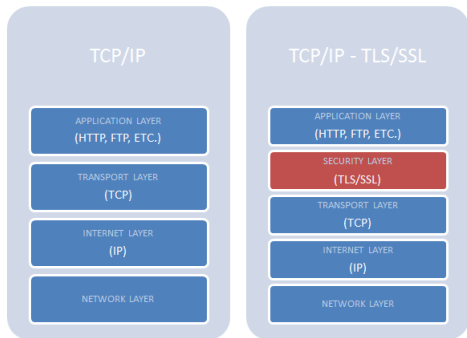 TCP/IP
APPLICATION LAYER
(HTTP, FTP, ETC.)
TRANSPORT LAYER
(TCP)
INTERNET LAYER
(IP)
NETWORK LAYER
TCP/IP - TLS/SSL
APPLICATION LAYER
(HTTP, FTP, ETC.)
SECURITY LAYER
(TLS/SSL)
TRANSPORT LAYER
(TCP)
INTERNET LAYER
(IP)
NETWORK LAYER